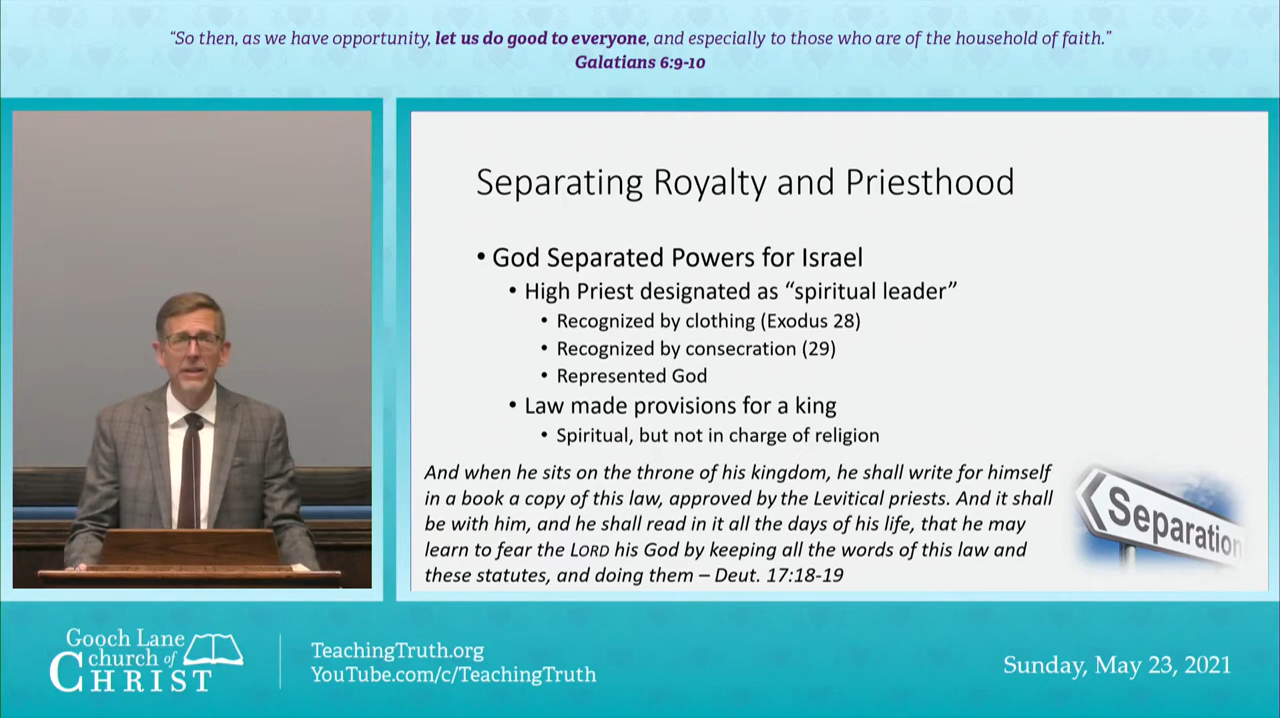 “So then, as we have opportunity, let us do good to everyone, and especially to those who are of the household of faith.”
Galatians 6:9-10
Separating Royalty and Priesthood
• God Separated Powers for Israel
• High Priest designated as “spiritual leader”
• Recognized by clothing (Exodus 28)
• Recognized by consecration (29)
• Represented God
• Law made provisions for a king
• Spiritual, but not in charge of religion
And when he sits on the throne of his kingdom, he shall write for himself
in a book a copy of this law, approved by the Levitical priests. And it shall
be with him, and he shall read in it all the days of his life, that he may
learn to fear the LORD his God by keeping all the words of this law and
these statutes, and doing them – Deut. 17:18-19
Separation
Gooch Lane
church of
CHRIST
TeachingTruth.org
YouTube.com/c/TeachingTruth
Sunday, May 23, 2021